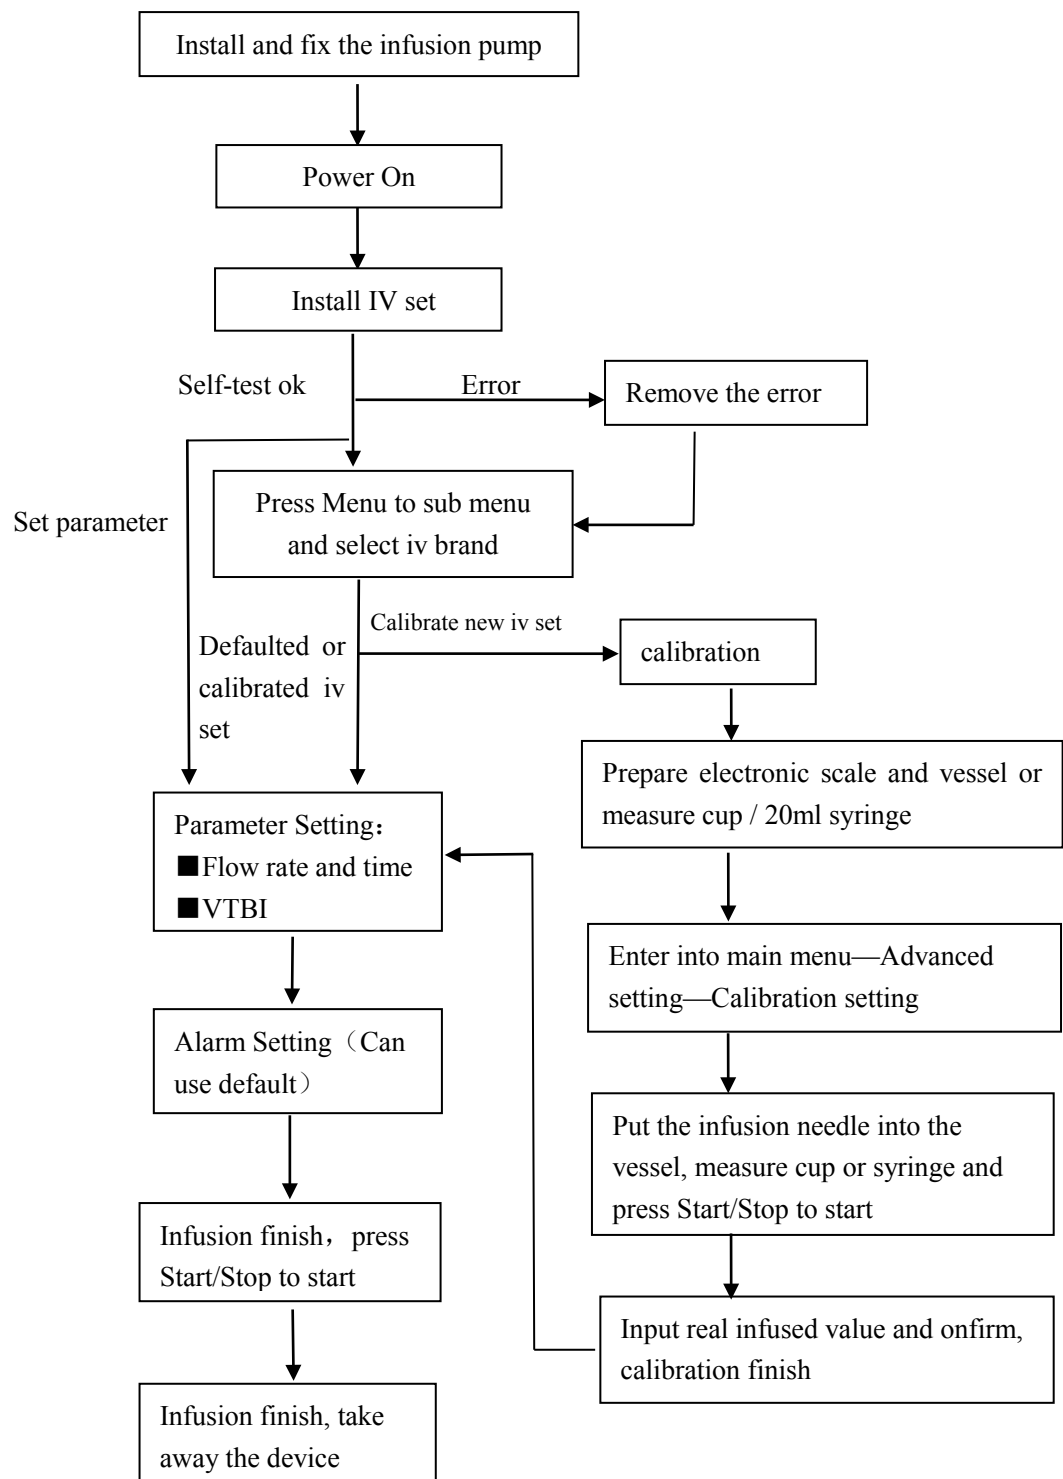 Install and fix the infusion pump
Power On
Install IV set
Self-test ok
Error
Remove the error
Set parameter
Press Menu to sub menu
and select iv brand
Calibrate new iv set
Defaulted or
calibrated iv
set
calibration
Prepare electronic scale and vessel or
measure cup / 20ml syringe
Parameter Setting：
■Flow rate and time
■VTBI
Enter into main menu—Advanced
setting—Calibration setting
Alarm Setting（Can
use default）
Put the infusion needle into the
vessel, measure cup or syringe and
press Start/Stop to start
Infusion finish，press
Start/Stop to start
Input real infused value and onfirm,
calibration finish
Infusion finish, take
away the device